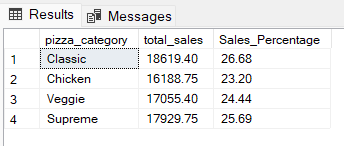 Results Messages
pizza_category total_sales Sales_Percentage
1 Classic 18619.40 26.68
2 Chicken 16188.75 23.20
3 Veggie 17055.40 24.44
4 Supreme 17929.75 25.69